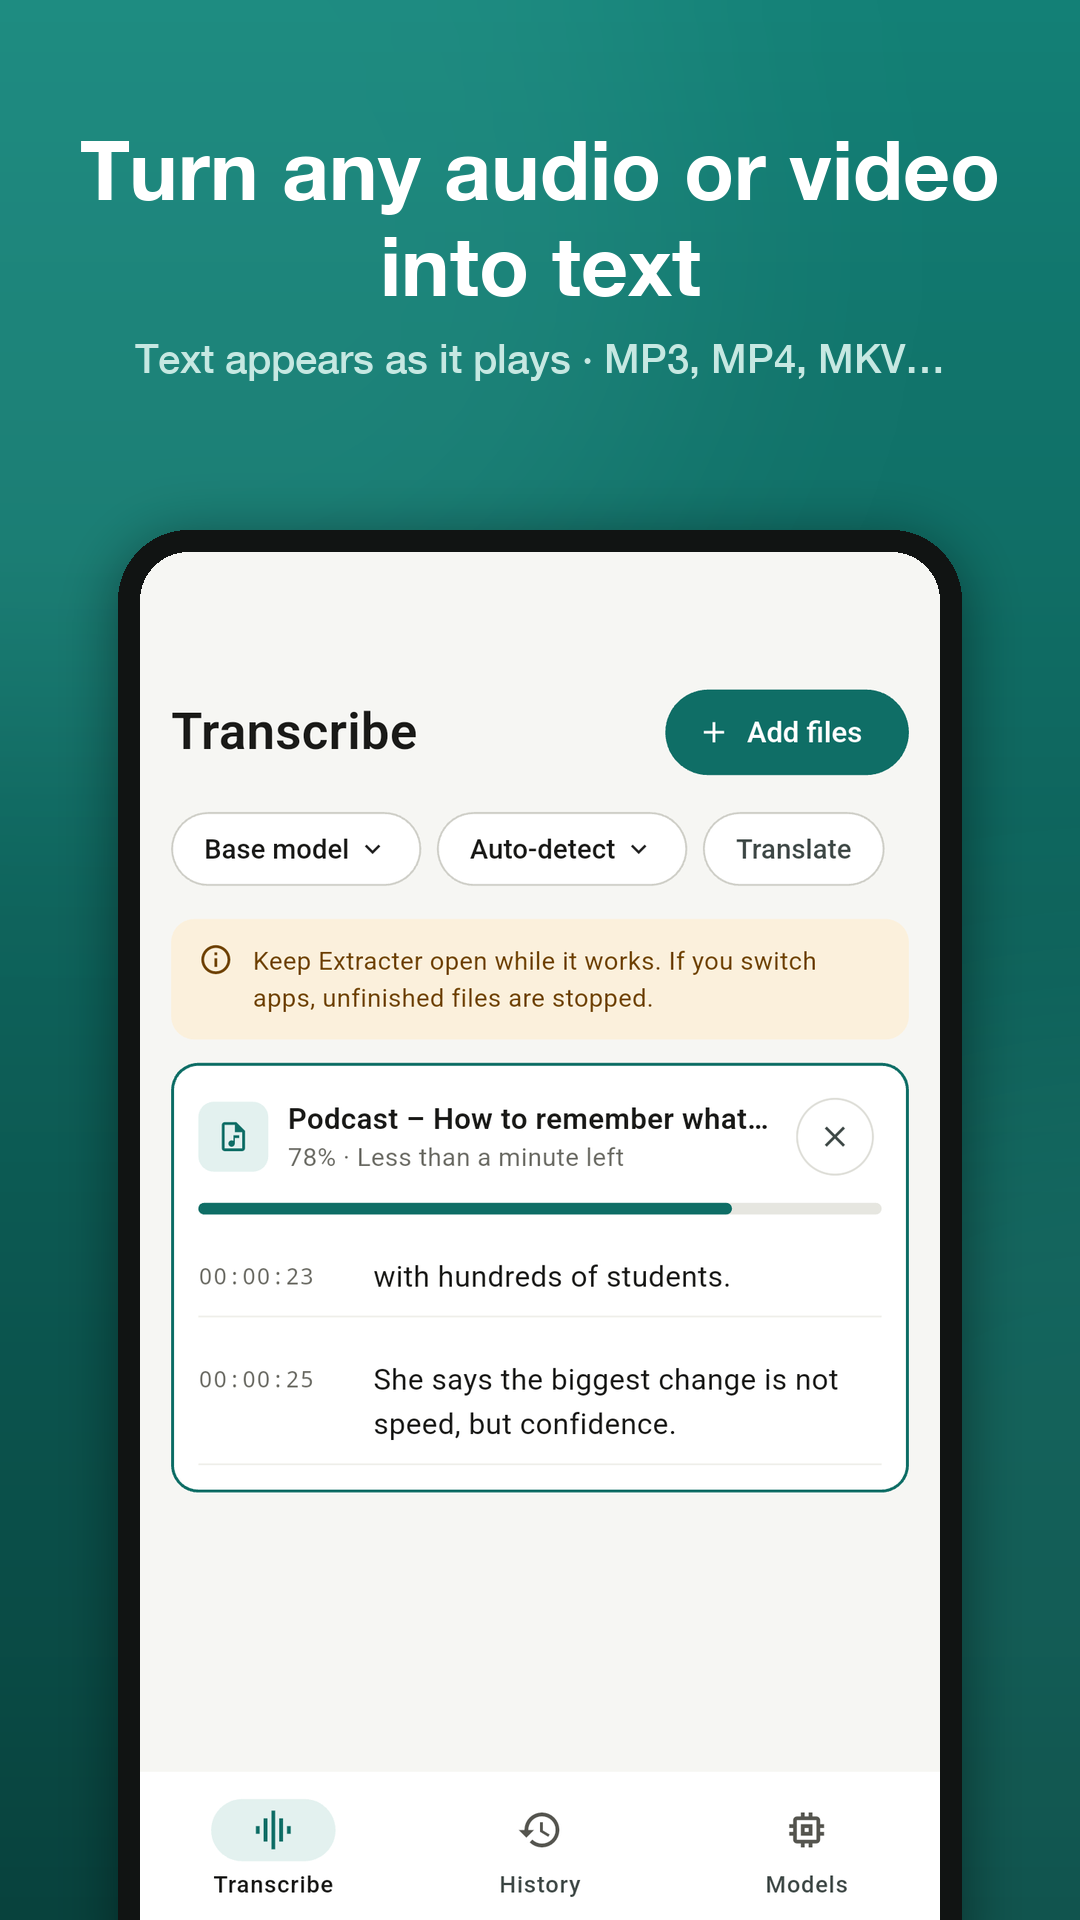 Turn any audio or video
into text
Text appears as it plays · MP3, MP4, MKV...
Transcribe
+ Add files
Base model
Auto-detect
Translate
Keep Extracter open while it works. If you switch
apps, unfinished files are stopped.
Podcast – How to remember what...
78% · Less than a minute left
00:00:23 with hundreds of students.
00:00:25 She says the biggest change is not
speed, but confidence.
Transcribe
History
Models